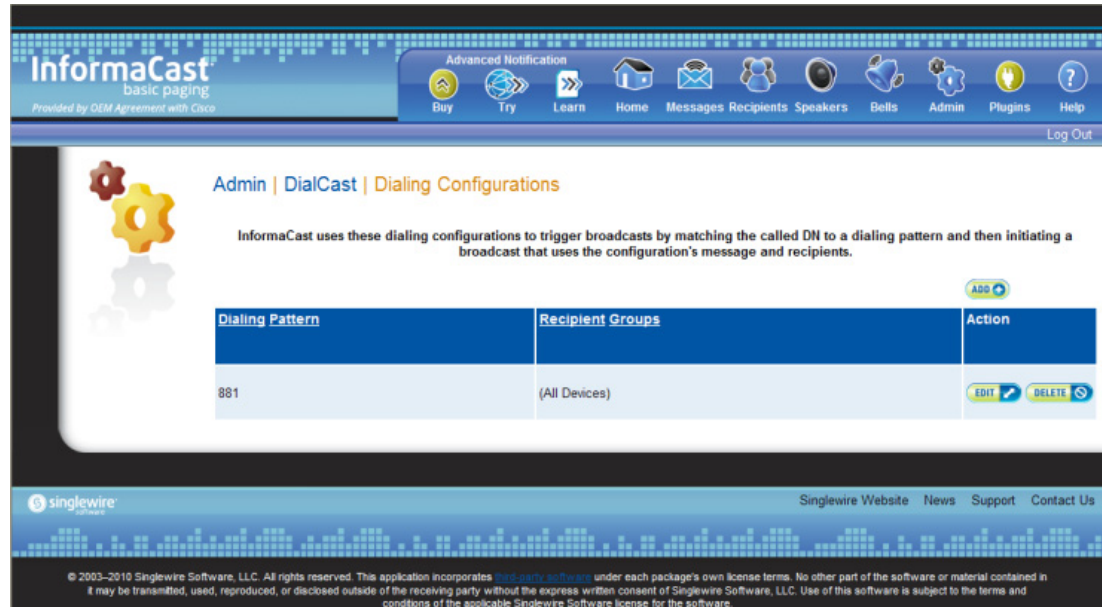 InformaCast
basic paging
Provided by OEM Agreement with Cisco
Advanced Notification
Buy Try Learn Home Messages Recipients Speakers Bells Admin Plugins Help
Log Out
Admin | DialCast | Dialing Configurations
InformaCast uses these dialing configurations to trigger broadcasts by matching the called DN to a dialing pattern and then initiating a
broadcast that uses the configuration's message and recipients.
ADD
Dialing Pattern Recipient Groups Action
881 (All Devices) EDIT DELETE
singlewire
software
Singlewire Website News Support Contact Us
© 2003–2010 Singlewire Software, LLC. All rights reserved. This application incorporates third-party software under each package's own license terms. No other part of the software or material contained in
it may be transmitted, used, reproduced, or disclosed outside of the receiving party without the express written consent of Singlewire Software, LLC. Use of this software is subject to the terms and
conditions of the applicable Singlewire Software license for the software.